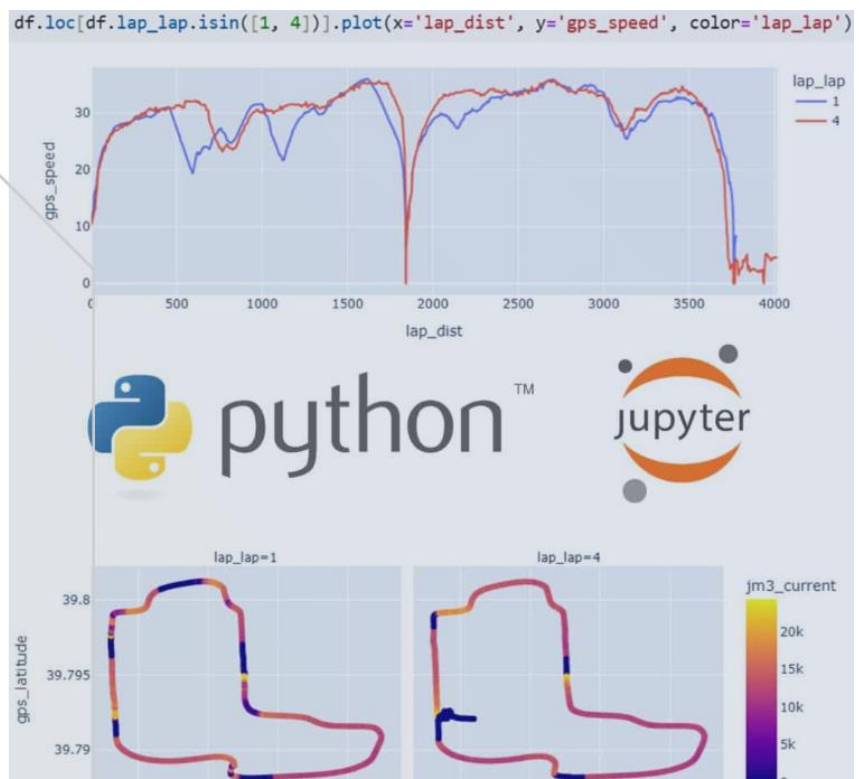 df.loc[df.lap_lap.isin([1, 4])].plot(x='lap_dist', y='gps_speed', color='lap_lap')
lap_lap
1
4
30
20
10
0
gps_speed
0 500 1000 1500 2000 2500 3000 3500 4000
lap_dist
python™
jupyter
lap_lap=1 lap_lap=4
jm3_current
39.8
39.795
39.79
gps_latitude
20k
15k
10k
5k